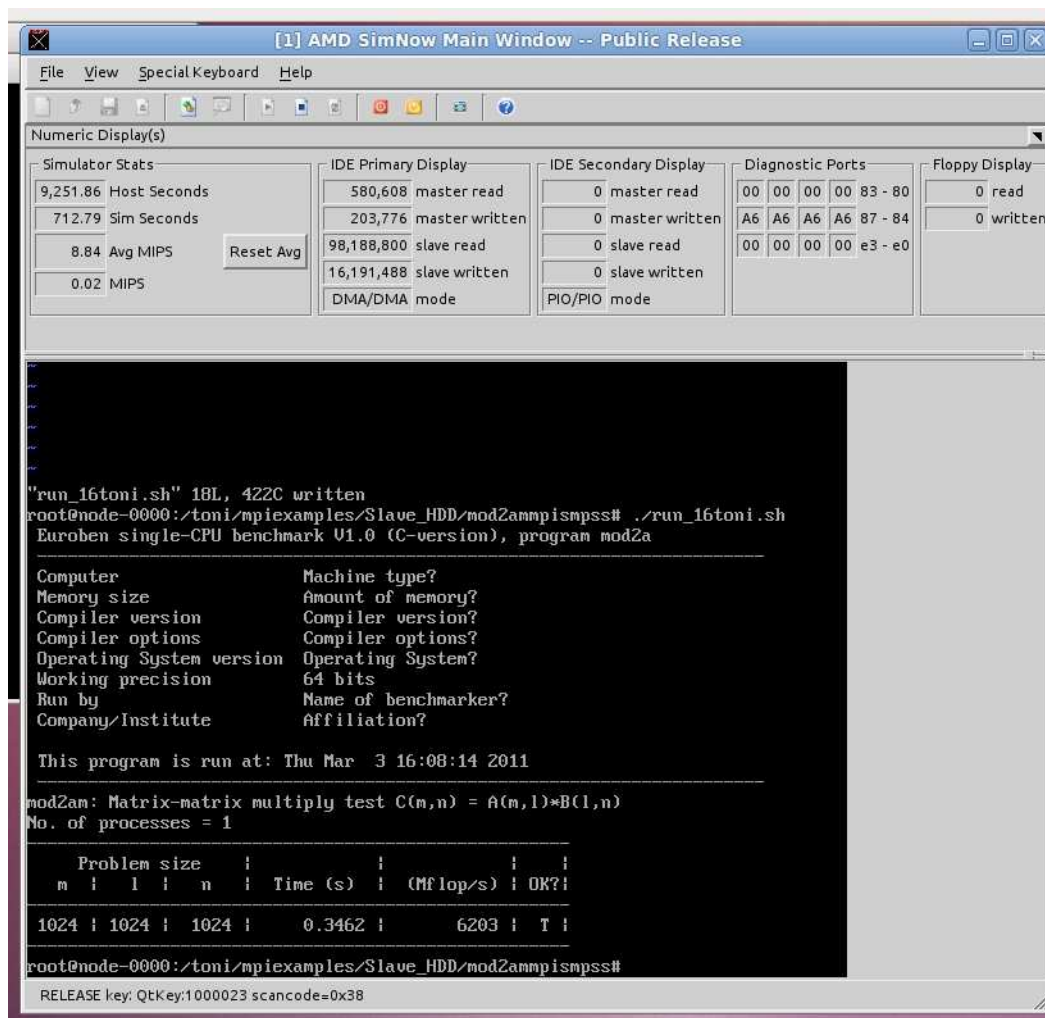 [1] AMD SimNow Main Window -- Public Release
File View Special Keyboard Help
Numeric Display(s)
Simulator Stats
9,251.86 Host Seconds
712.79 Sim Seconds
8.84 Avg MIPS Reset Avg
0.02 MIPS
IDE Primary Display
580,608 master read
203,776 master written
98,188,800 slave read
16,191,488 slave written
DMA/DMA mode
IDE Secondary Display
0 master read
0 master written
0 slave read
0 slave written
PIO/PIO mode
Diagnostic Ports
00 00 00 00 83 - 80
A6 A6 A6 A6 87 - 84
00 00 00 00 e3 - e0
Floppy Display
0 read
0 written
~
~
~
~
~
~
"run_16toni.sh" 18L, 422C written
root@node-0000:/toni/mpiexamples/Slave_HDD/mod2ammpismpss# ./run_16toni.sh
Euroben single-CPU benchmark V1.0 (C-version), program mod2a
Computer Machine type?
Memory size Amount of memory?
Compiler version Compiler version?
Compiler options Compiler options?
Operating System version Operating System?
Working precision 64 bits
Run by Name of benchmarker?
Company/Institute Affiliation?
This program is run at: Thu Mar 3 16:08:14 2011
mod2am: Matrix-matrix multiply test C(m,n) = A(m,l)*B(l,n)
No. of processes = 1
Problem size | | | |
m | l | n | Time (s) | (Mflop/s) | OK?|
1024 | 1024 | 1024 | 0.3462 | 6203 | T |
root@node-0000:/toni/mpiexamples/Slave_HDD/mod2ammpismpss#
RELEASE key: QtKey:1000023 scancode=0x38